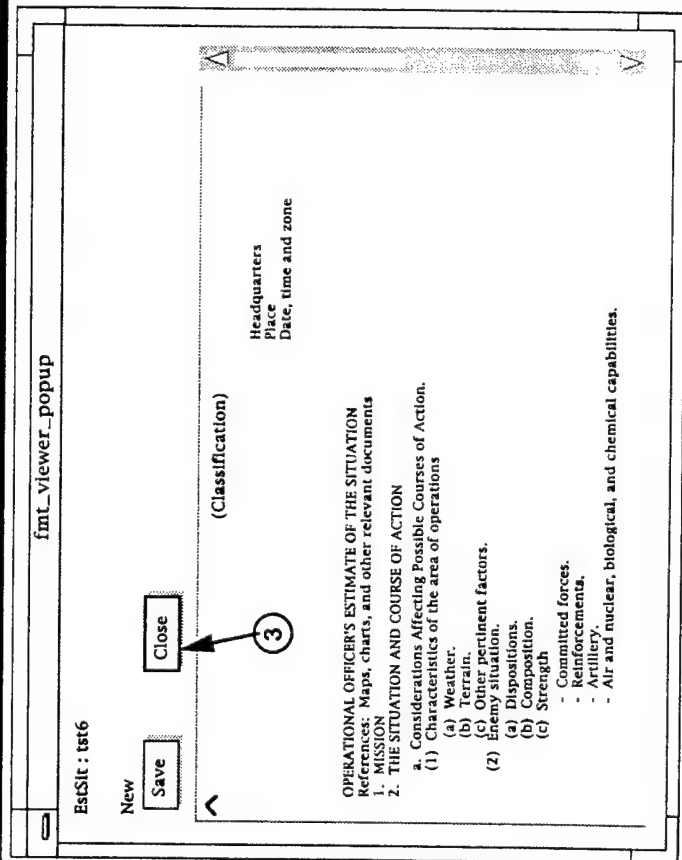 fmt_viewer_popup
EstSit : tst6
New
Save
Close
3
(Classification)
Headquarters
Place
Date, time and zone
OPERATIONAL OFFICER'S ESTIMATE OF THE SITUATION
References: Maps, charts, and other relevant documents
1. MISSION
2. THE SITUATION AND COURSE OF ACTION
a. Considerations Affecting Possible Courses of Action.
(1) Characteristics of the area of operations
(a) Weather.
(b) Terrain.
(c) Other pertinent factors.
(2) Enemy situation.
(a) Dispositions.
(b) Composition.
(c) Strength
- Committed forces.
- Reinforcements.
- Artillery.
- Air and nuclear, biological, and chemical capabilities.